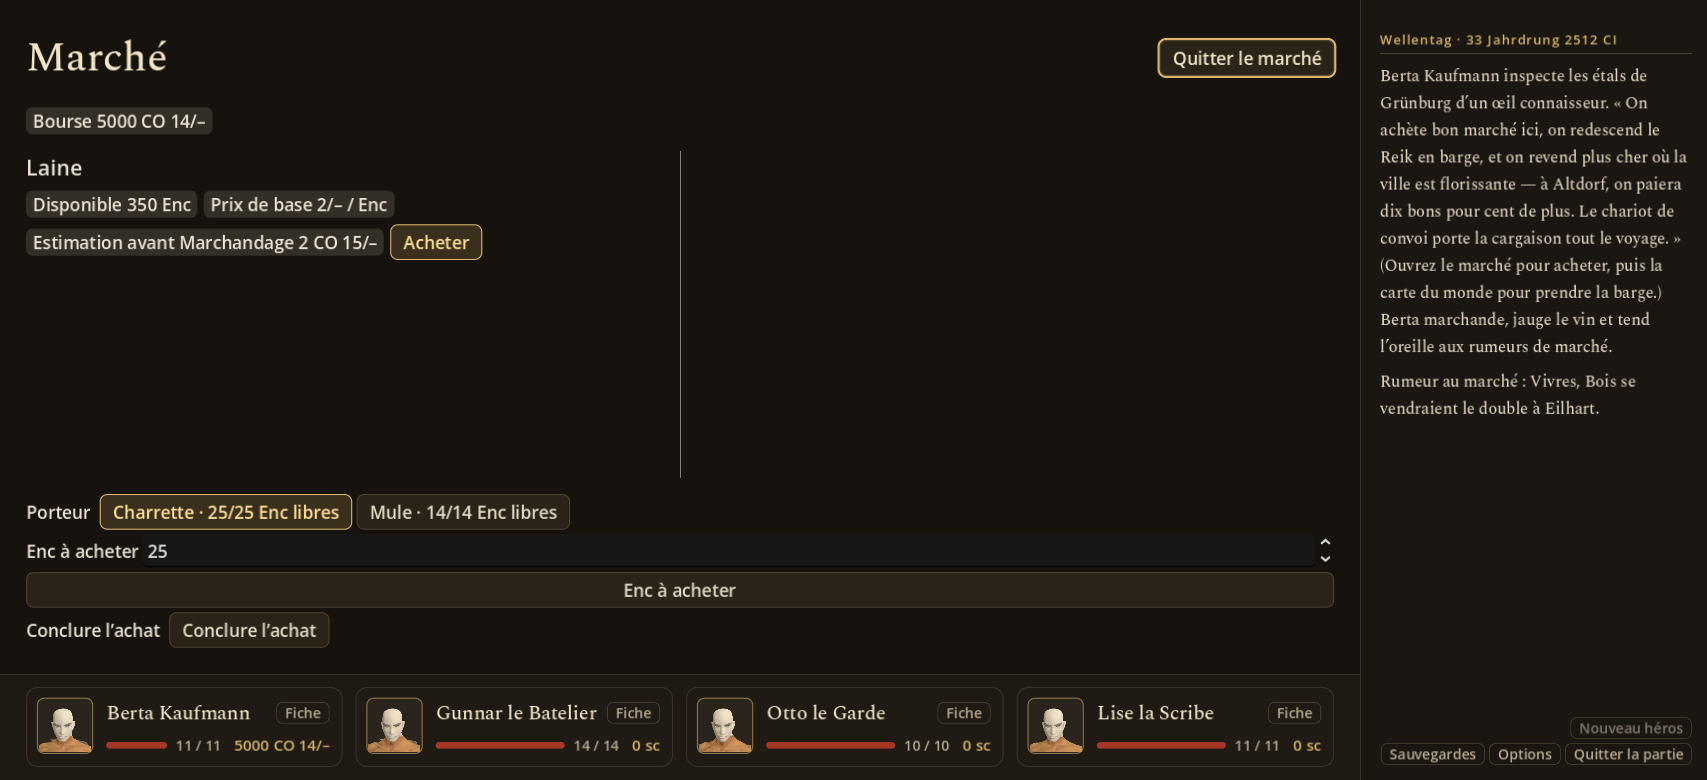 Marché
Quitter le marché
Bourse 5000 CO 14/–
Laine
Disponible 350 Enc
Prix de base 2/– / Enc
Estimation avant Marchandage 2 CO 15/–
Acheter
Porteur
Charrette · 25/25 Enc libres
Mule · 14/14 Enc libres
Enc à acheter 25
Enc à acheter
Conclure l’achat
Conclure l’achat
Berta Kaufmann
Fiche
11 / 11
5000 CO 14/–
Gunnar le Batelier
Fiche
14 / 14
0 sc
Otto le Garde
Fiche
10 / 10
0 sc
Lise la Scribe
Fiche
11 / 11
0 sc
Wellentag · 33 Jahrdrung 2512 CI
Berta Kaufmann inspecte les étals de
Grünburg d’un œil connaisseur. « On
achète bon marché ici, on redescend le
Reik en barge, et on revend plus cher où la
ville est florissante — à Altdorf, on paiera
dix bons pour cent de plus. Le chariot de
convoi porte la cargaison tout le voyage. »
(Ouvrez le marché pour acheter, puis la
carte du monde pour prendre la barge.)
Berta marchande, jauge le vin et tend
l’oreille aux rumeurs de marché.
Rumeur au marché : Vivres, Bois se
vendraient le double à Eilhart.
Nouveau héros
Sauvegardes
Options
Quitter la partie